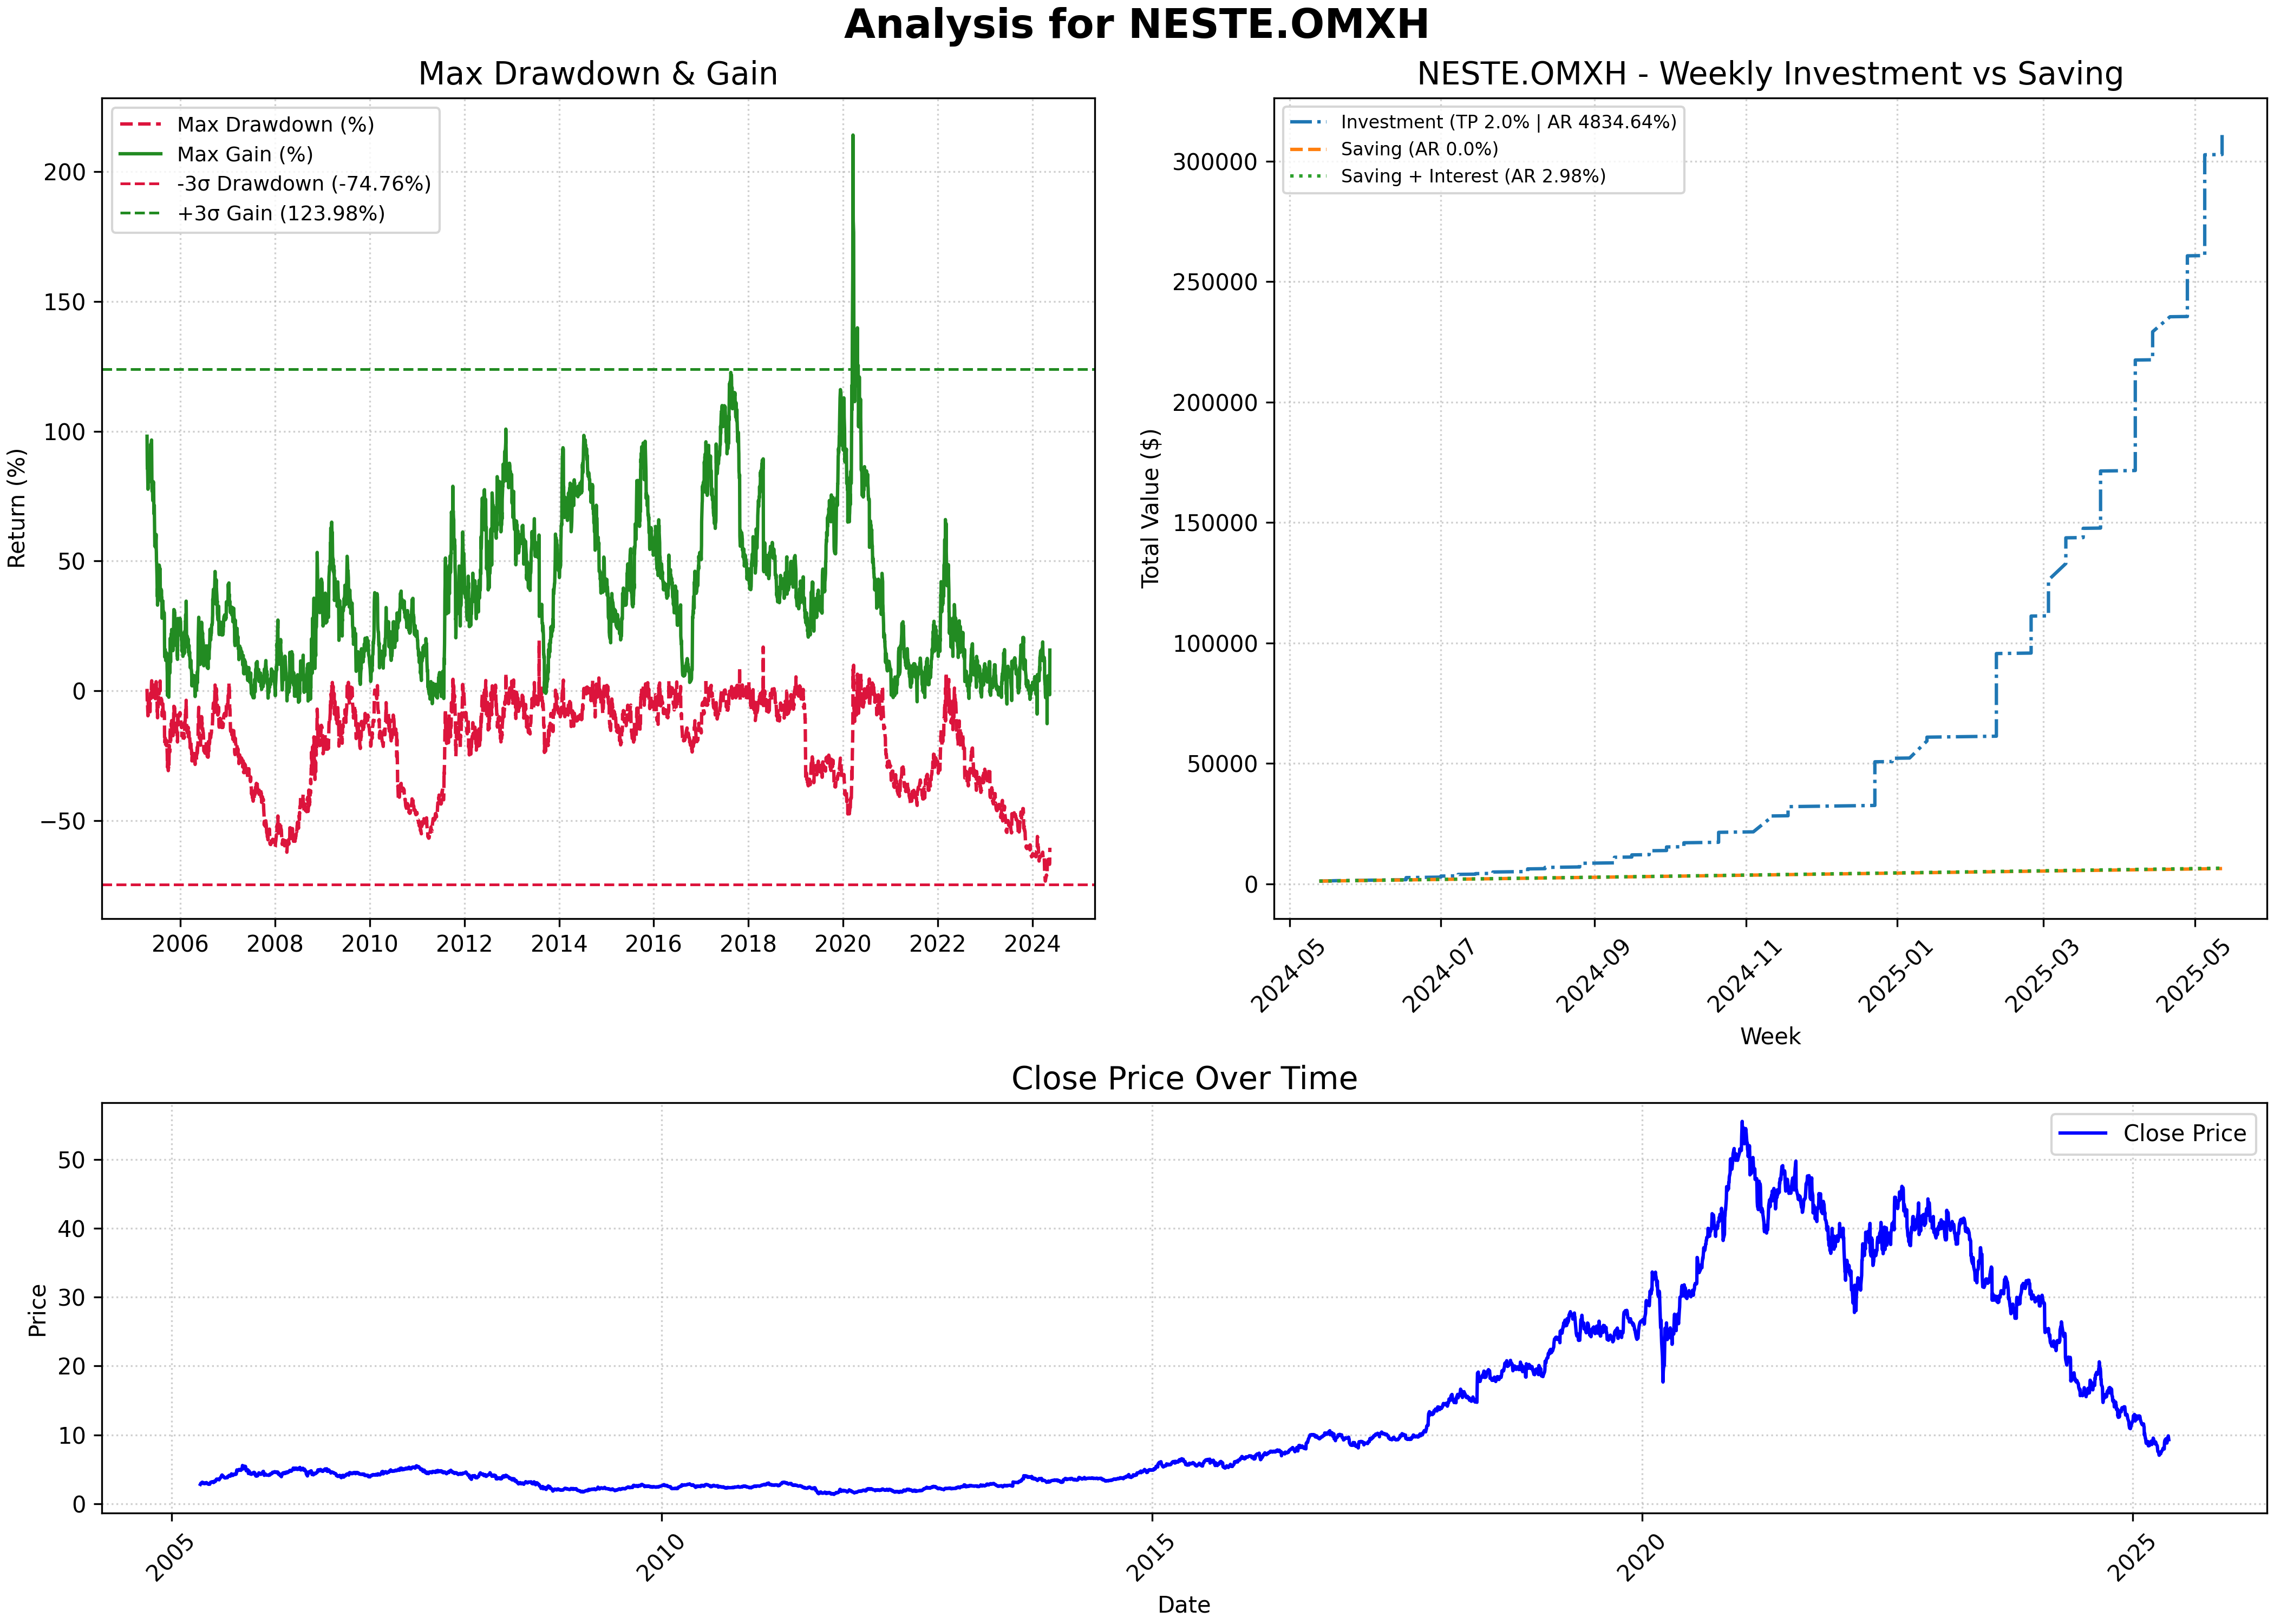 Analysis for NESTE.OMXH
Max Drawdown & Gain
Max Drawdown (%)
Max Gain (%)
-3σ Drawdown (-74.76%)
+3σ Gain (123.98%)
Return (%)
200
150
100
50
0
−50
2006 2008 2010 2012 2014 2016 2018 2020 2022 2024
NESTE.OMXH - Weekly Investment vs Saving
Investment (TP 2.0% | AR 4834.64%)
Saving (AR 0.0%)
Saving + Interest (AR 2.98%)
Total Value ($)
300000
250000
200000
150000
100000
50000
0
2024-05 2024-07 2024-09 2024-11 2025-01 2025-03 2025-05
Week
Close Price Over Time
Close Price
Price
50
40
30
20
10
0
2005 2010 2015 2020 2025
Date